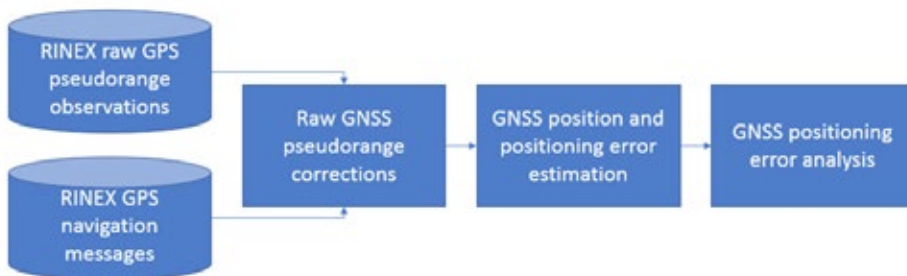 RINEX raw GPS
pseudorange
observations
RINEX GPS
navigation
messages
Raw GNSS
pseudorange
corrections
GNSS position and
positioning error
estimation
GNSS positioning
error analysis